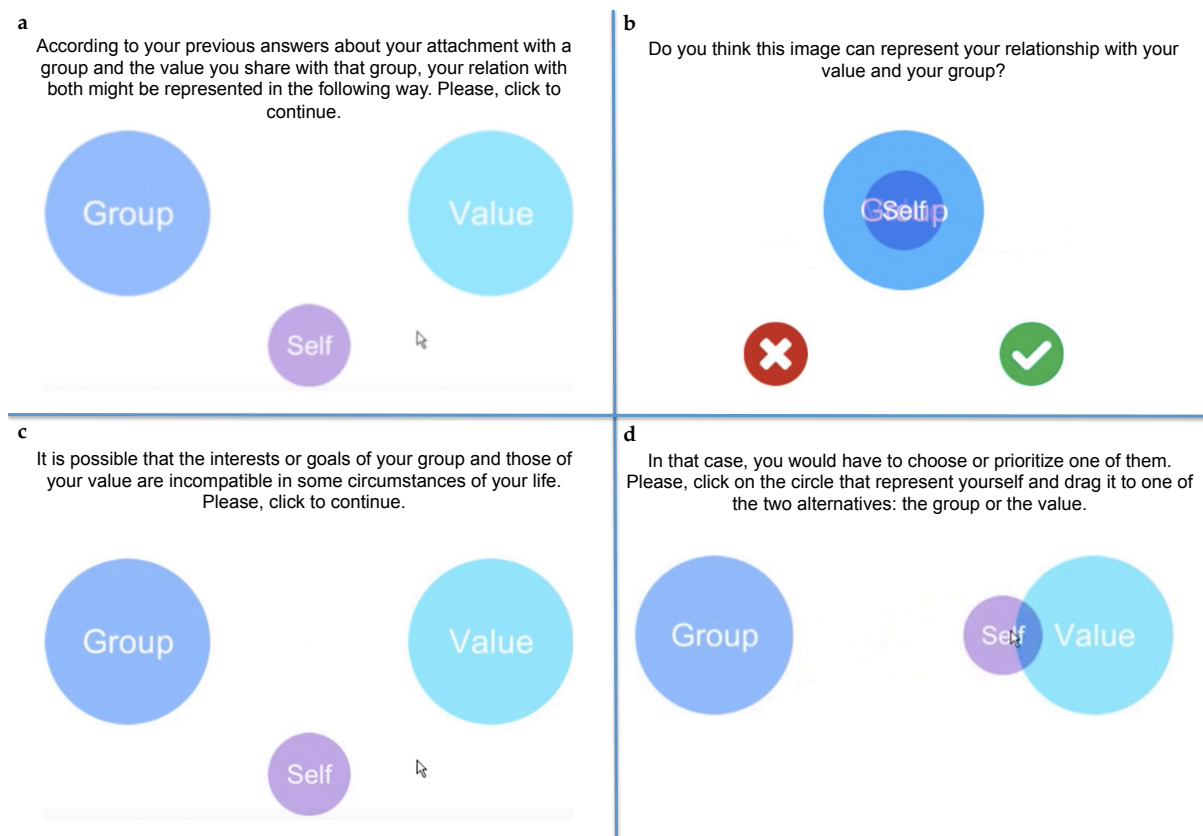 a
According to your previous answers about your attachment with a
group and the value you share with that group, your relation with
both might be represented in the following way. Please, click to
continue.
Group
Value
Self
b
Do you think this image can represent your relationship with your
value and your group?
Group
Self
c
It is possible that the interests or goals of your group and those of
your value are incompatible in some circumstances of your life.
Please, click to continue.
Group
Value
Self
d
In that case, you would have to choose or prioritize one of them.
Please, click on the circle that represent yourself and drag it to one of
the two alternatives: the group or the value.
Group
Self
Value